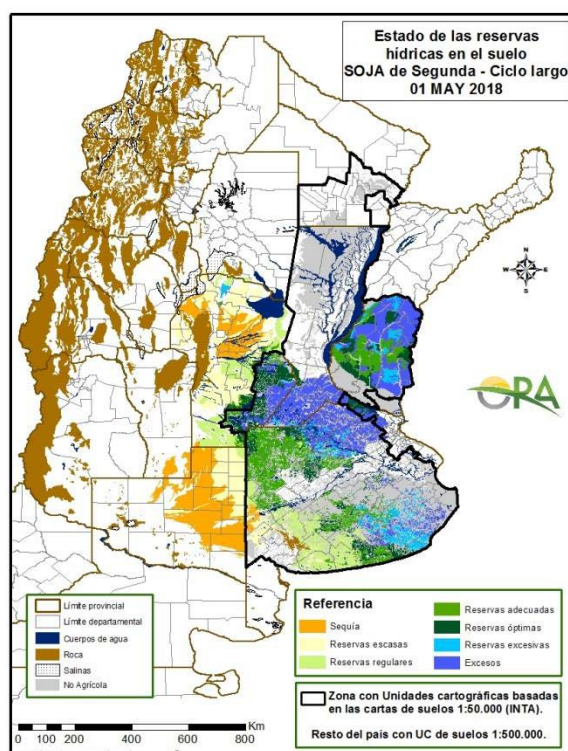 Estado de las reservas
hídricas en el suelo
SOJA de Segunda - Ciclo largo
01 MAY 2018
N
W
E
S
ORA
Límite provincial
Límite departamental
Cuerpos de agua
Roca
Salinas
No Agrícola
Referencia
Sequía
Reservas escasas
Reservas regulares
Reservas adecuadas
Reservas óptimas
Reservas excesivas
Excesos
Zona con Unidades cartográficas basadas
en las cartas de suelos 1:50.000 (INTA).
Resto del país con UC de suelos 1:500.000.
0 100 200 400 600 800 Km